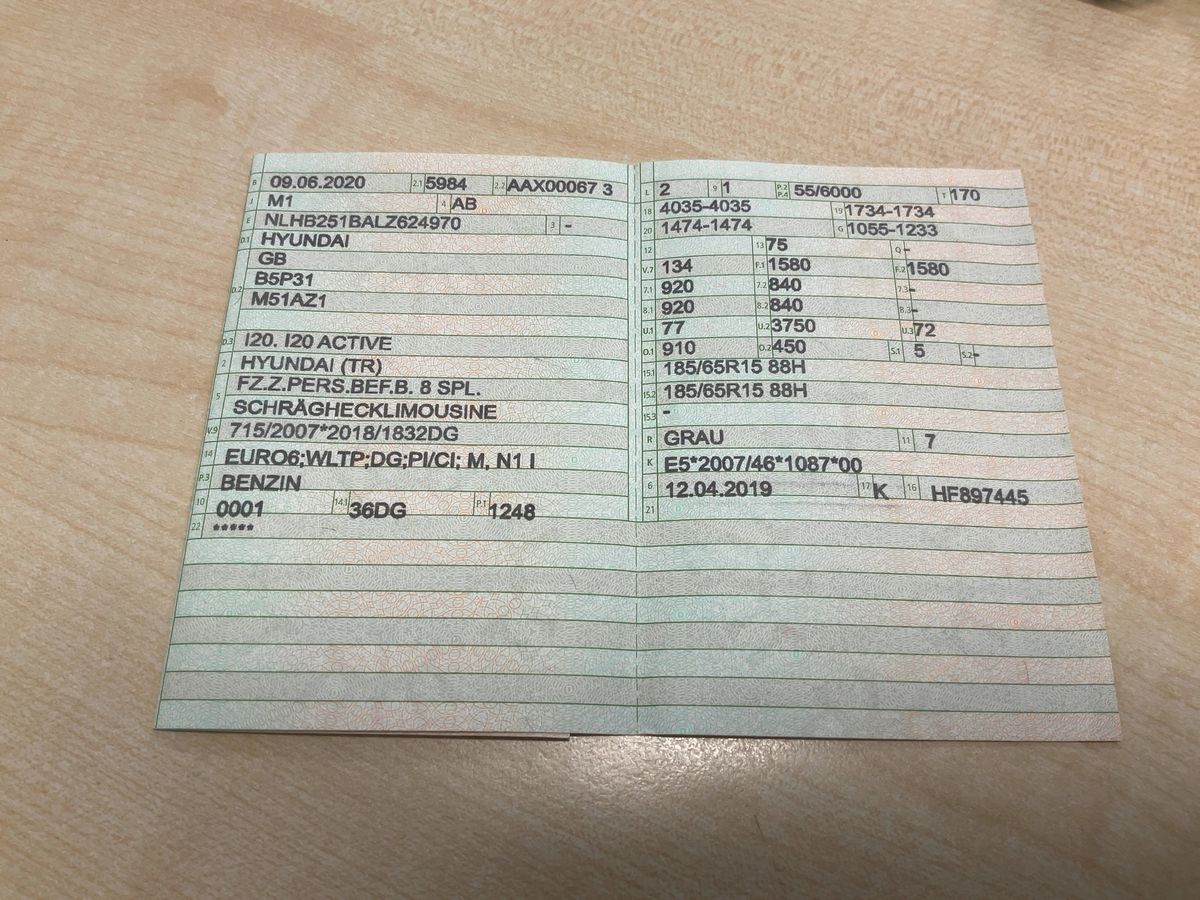 B 09.06.2020 2.1 5984 2.2 AAX00067 3
J M1 4 AB
E NLHB251BALZ624970 3 -
D.1 HYUNDAI
GB
D.2 B5P31
M51AZ1
D.3 I20. I20 ACTIVE
2 HYUNDAI (TR)
5 FZ.Z.PERS.BEF.B. 8 SPL.
SCHRÄGHECKLIMOUSINE
V.9 715/2007*2018/1832DG
14 EURO6;WLTP;DG;PI/CI; M, N1 I
P.3 BENZIN
10 0001 14.1 36DG P.1 1248
22 *****
L 2 9 1 P.2 P.4 55/6000 T 170
18 4035-4035 19 1734-1734
20 1474-1474 G 1055-1233
12 13 75 Q -
V.7 134 F.1 1580 F.2 1580
7.1 920 7.2 840 7.3 -
8.1 920 8.2 840 8.3 -
U.1 77 U.2 3750 U.3 72
O.1 910 O.2 450 S.1 5 S.2 -
15.1 185/65R15 88H
15.2 185/65R15 88H
15.3 -
R GRAU 11 7
K E5*2007/46*1087*00
6 12.04.2019 17 K 16 HF897445
21